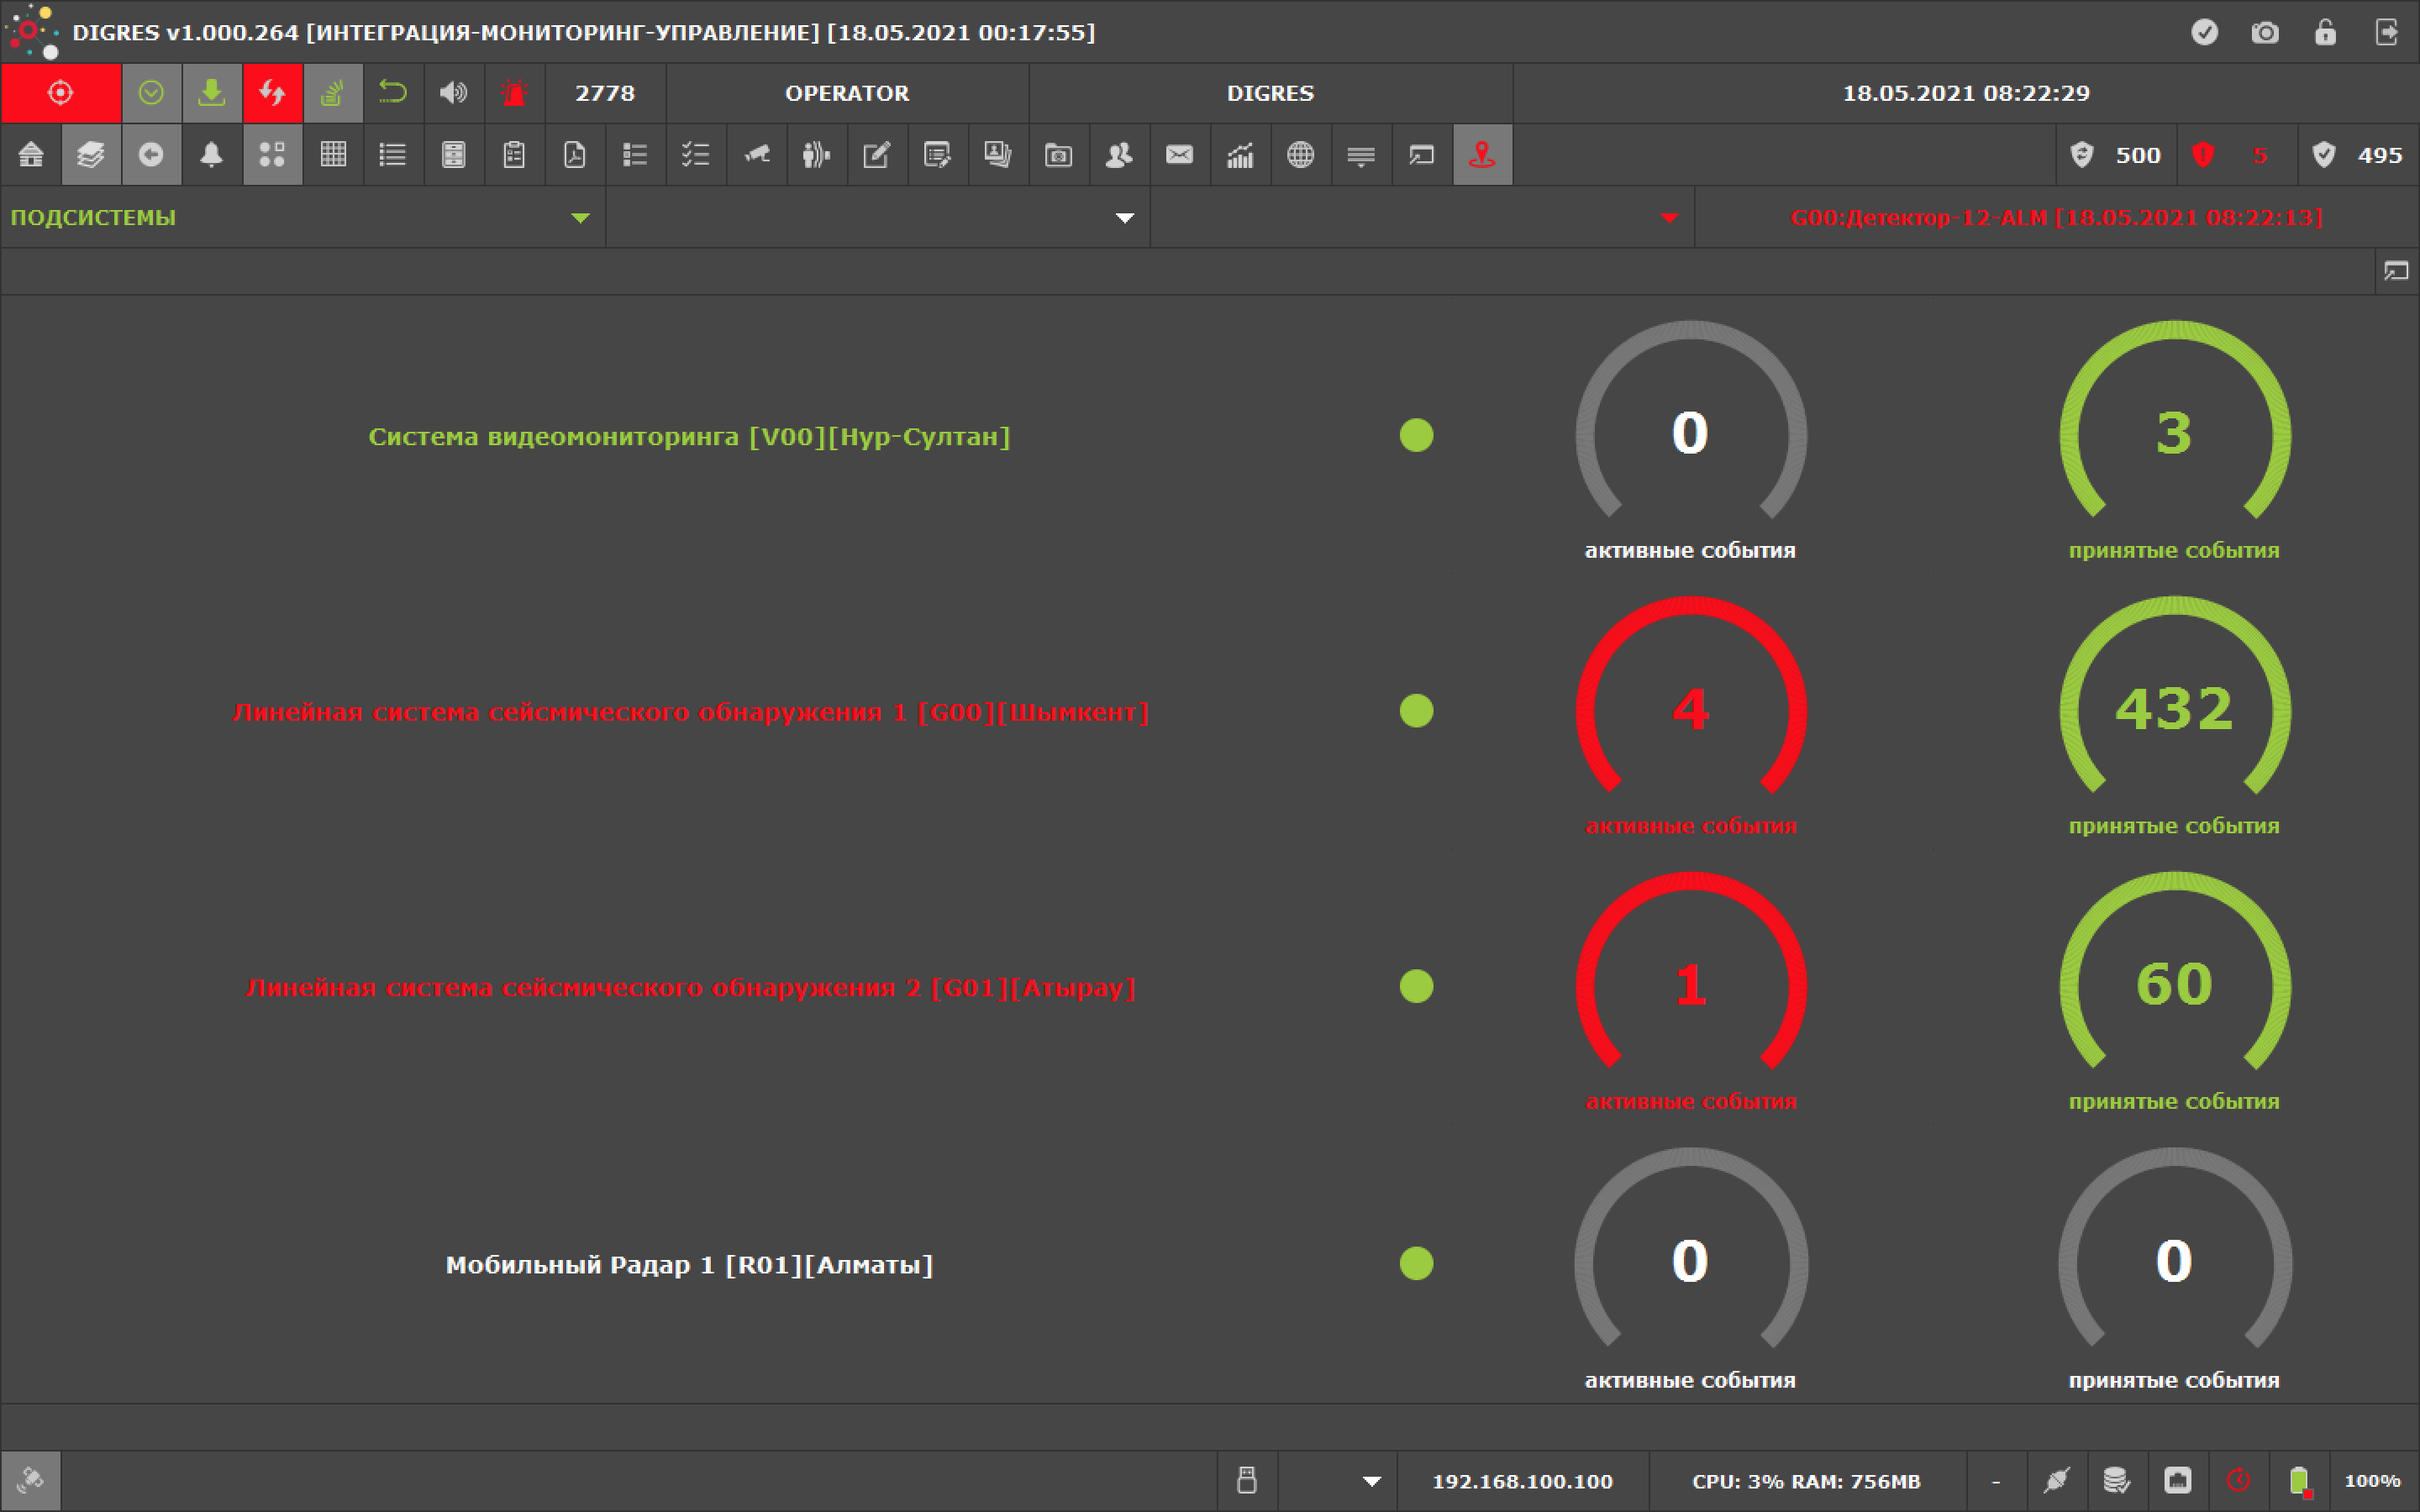 DIGRES v1.000.264 [ИНТЕГРАЦИЯ-МОНИТОРИНГ-УПРАВЛЕНИЕ] [18.05.2021 00:17:55]
2778 OPERATOR DIGRES 18.05.2021 08:22:29
500 5 495
ПОДСИСТЕМЫ G00:Детектор-12-ALM [18.05.2021 08:22:13]
Система видеомониторинга [V00][Нур-Султан] 0 3
активные события принятые события
Линейная система сейсмического обнаружения 1 [G00][Шымкент] 4 432
активные события принятые события
Линейная система сейсмического обнаружения 2 [G01][Атырау] 1 60
активные события принятые события
Мобильный Радар 1 [R01][Алматы] 0 0
активные события принятые события
192.168.100.100 CPU: 3% RAM: 756MB - 100%